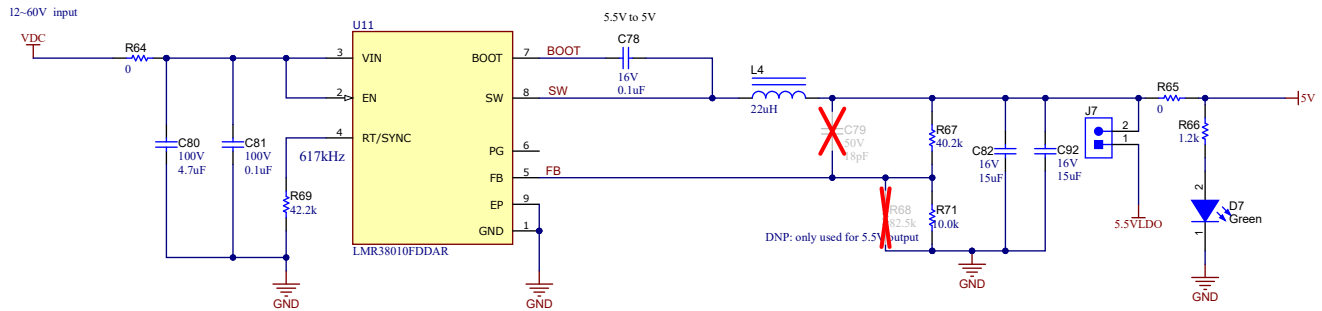 12~60V input
VDC
R64
0
U11
VIN
3
EN
2
RT/SYNC
4
BOOT
7
SW
8
PG
6
FB
5
EP
9
GND
1
LMR38010FDDAR
617kHz
C80
100V
4.7uF
C81
100V
0.1uF
R69
42.2k
GND
GND
5.5V to 5V
BOOT
C78
16V
0.1uF
SW
L4
22uH
FB
C79
50V
18pF
R67
40.2k
R68
82.5k
R71
10.0k
DNP: only used for 5.5V output
GND
C82
16V
15uF
C92
16V
15uF
J7
2
1
5.5VLDO
R65
0
5V
R66
1.2k
2
D7
Green
1
GND